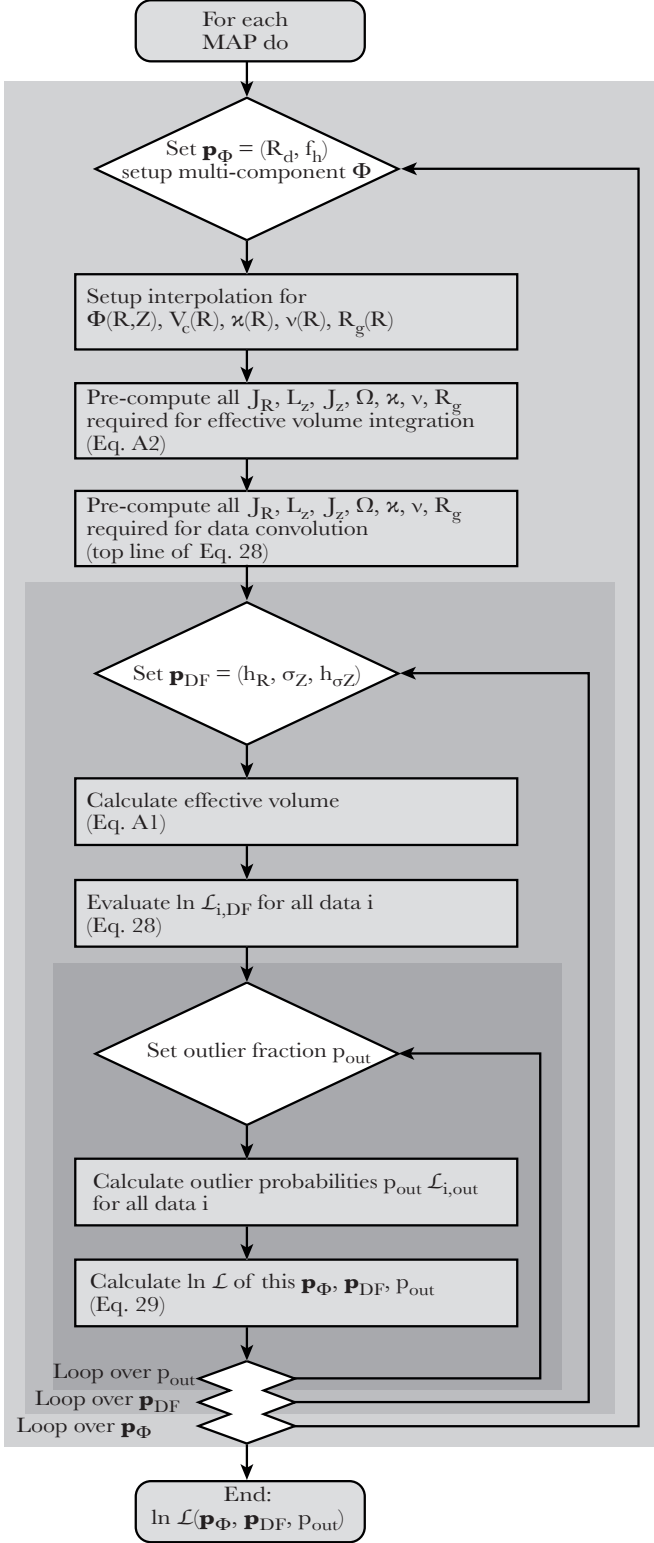 For each
MAP do
Set p_Φ = (R_d, f_h)
setup multi-component Φ
Setup interpolation for
Φ(R,Z), V_c(R), ϰ(R), ν(R), R_g(R)
Pre-compute all J_R, L_z, J_z, Ω, ϰ, ν, R_g
required for effective volume integration
(Eq. A2)
Pre-compute all J_R, L_z, J_z, Ω, ϰ, ν, R_g
required for data convolution
(top line of Eq. 28)
Set p_DF = (h_R, σ_Z, h_σZ)
Calculate effective volume
(Eq. A1)
Evaluate ln ℒ_i,DF for all data i
(Eq. 28)
Set outlier fraction p_out
Calculate outlier probabilities p_out ℒ_i,out
for all data i
Calculate ln ℒ of this p_Φ, p_DF, p_out
(Eq. 29)
Loop over p_out
Loop over p_DF
Loop over p_Φ
End:
ln ℒ(p_Φ, p_DF, p_out)